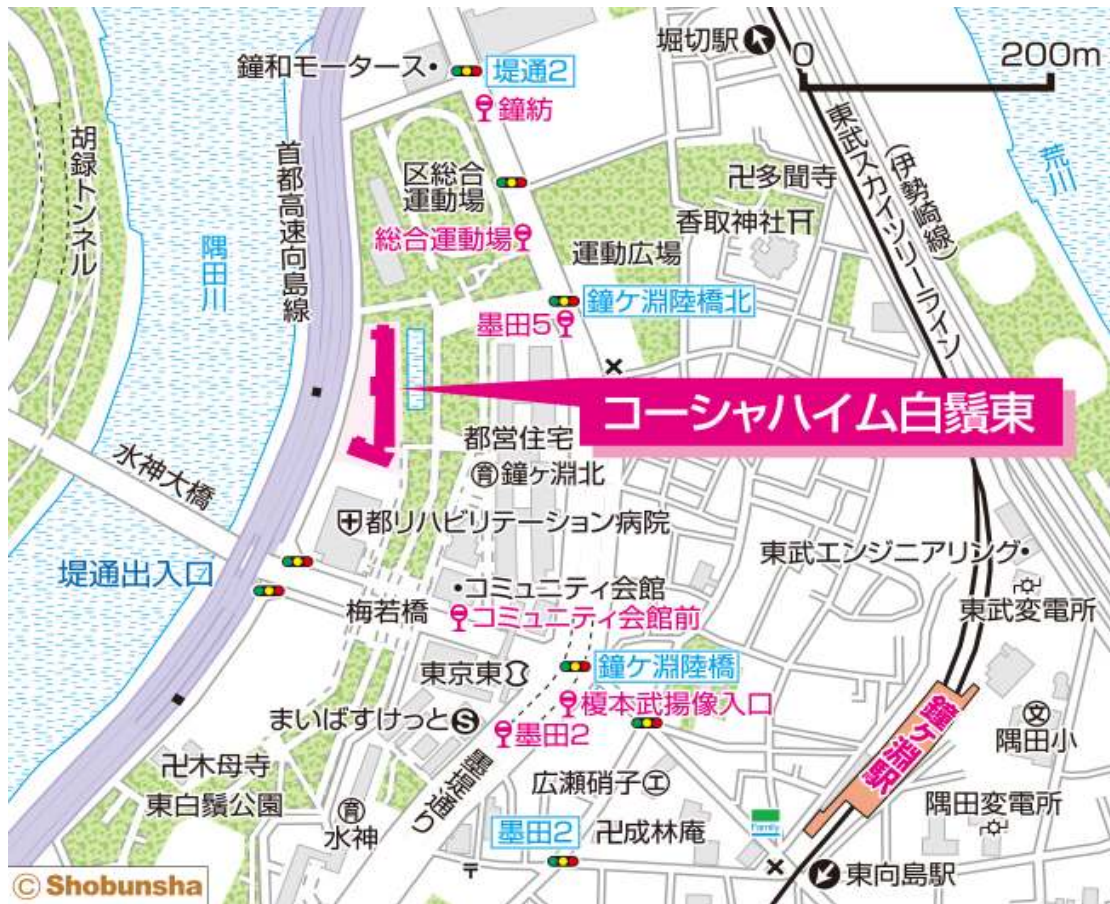 堀切駅
0 200m
鐘和モータース
堤通2
鐘紡
胡録トンネル
隅田川
首都高速向島線
区総合
運動場
総合運動場
卍多聞寺
香取神社
運動広場
東武スカイツリーライン
(伊勢崎線)
荒川
鐘ケ淵陸橋北
墨田5
コーシャハイム白鬚東
都営住宅
育鐘ヶ淵北
水神大橋
都リハビリテーション病院
堤通出入口
梅若橋
コミュニティ会館
コミュニティ会館前
東武エンジニアリング
東武変電所
東京東
鐘ケ淵陸橋
榎本武揚像入口
墨田2
まいばすけっとS
墨堤通り
鐘ヶ淵駅
文
隅田小
卍木母寺
東白鬚公園
育
水神
広瀬硝子工
墨田2
卍成林庵
Family
隅田変電所
〒
東向島駅
© Shobunsha